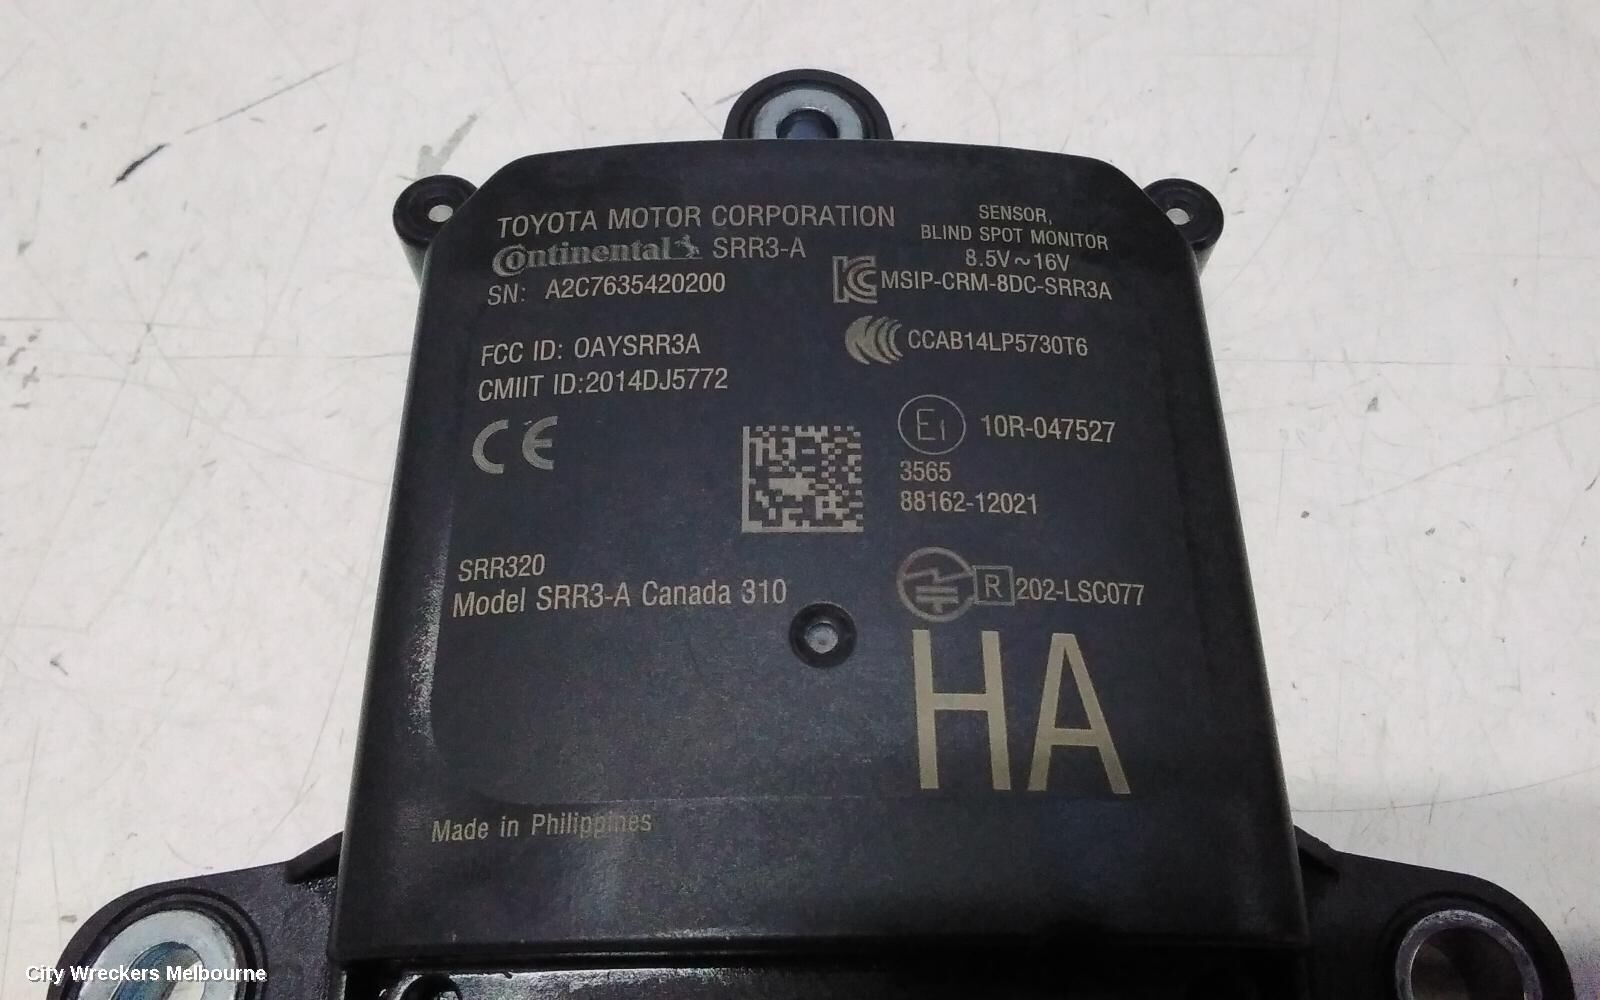 TOYOTA MOTOR CORPORATION
Continental SRR3-A
SN: A2C7635420200
SENSOR,
BLIND SPOT MONITOR
8.5V~16V
MSIP-CRM-8DC-SRR3A
FCC ID: OAYSRR3A
CMIIT ID:2014DJ5772
CCAB14LP5730T6
CE
E1 10R-047527
3565
88162-12021
SRR320
Model SRR3-A Canada 310
R 202-LSC077
HA
Made in Philippines
City Wreckers Melbourne